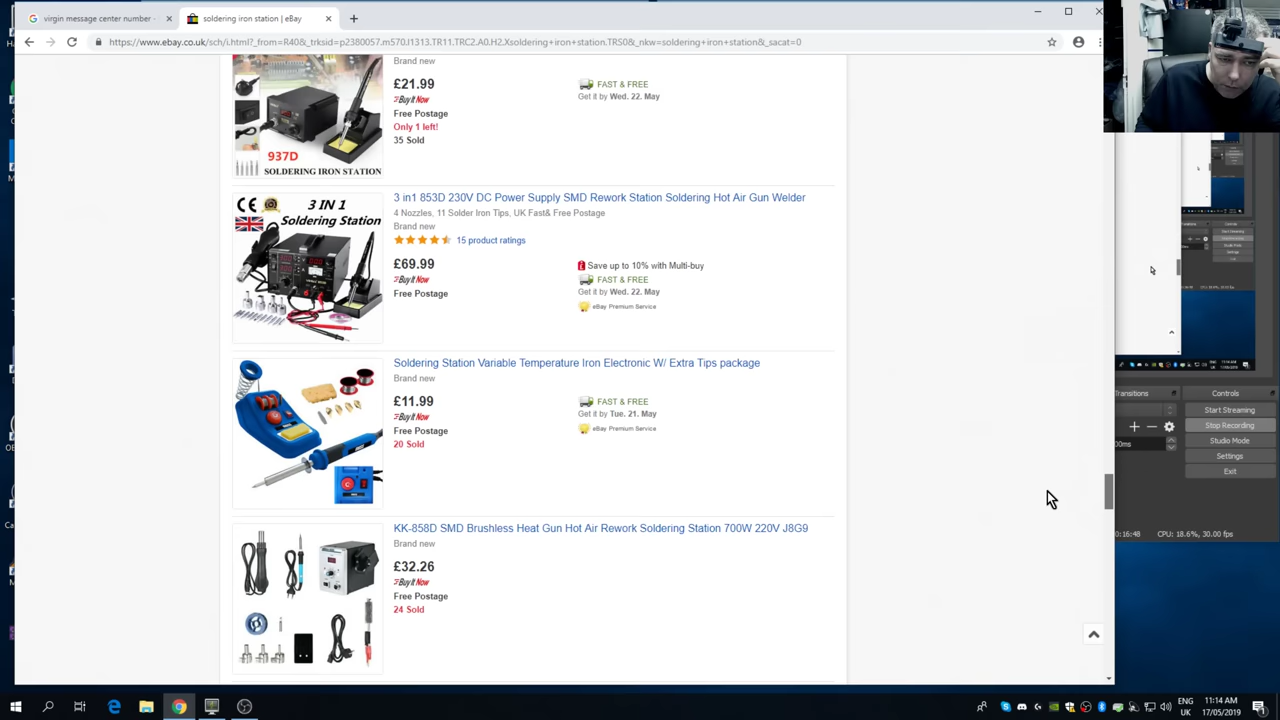 virgin message center number -
soldering iron station | eBay
https://www.ebay.co.uk/sch/i.html?_from=R40&_trksid=p2380057.m570.l1313.TR11.TRC2.A0.H2.Xsoldering+iron+station.TRS0&_nkw=soldering+iron+station&_sacat=0
937D
SOLDERING IRON STATION
Brand new
£21.99
Buy It Now
Free Postage
Only 1 left!
35 Sold
FAST & FREE
Get it by Wed. 22. May
CE
3 IN 1
Soldering Station
3 in1 853D 230V DC Power Supply SMD Rework Station Soldering Hot Air Gun Welder
4 Nozzles, 11 Solder Iron Tips, UK Fast& Free Postage
Brand new
15 product ratings
£69.99
Buy It Now
Free Postage
Save up to 10% with Multi-buy
FAST & FREE
Get it by Wed. 22. May
eBay Premium Service
Soldering Station Variable Temperature Iron Electronic W/ Extra Tips package
Brand new
£11.99
Buy It Now
Free Postage
20 Sold
FAST & FREE
Get it by Tue. 21. May
eBay Premium Service
KK-858D SMD Brushless Heat Gun Hot Air Rework Soldering Station 700W 220V J8G9
Brand new
£32.26
Buy It Now
Free Postage
24 Sold
Transitions
Controls
Start Streaming
Stop Recording
Studio Mode
Settings
Exit
00ms
0:16:48
CPU: 18.6%, 30.00 fps
ENG
UK
11:14 AM
17/05/2019